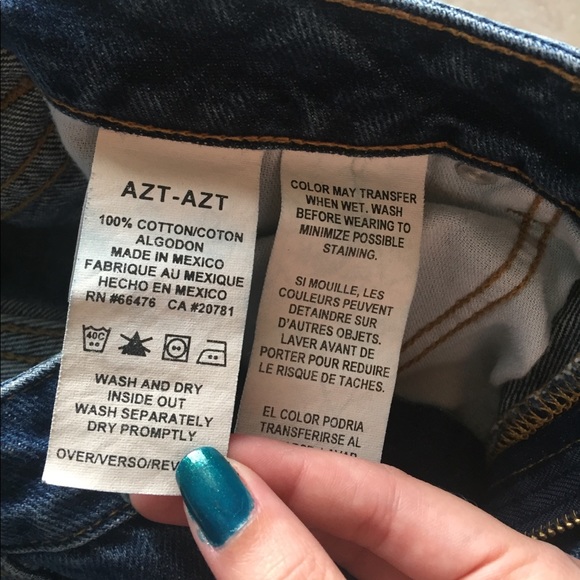 AZT-AZT
100% COTTON/COTON
ALGODON
MADE IN MEXICO
FABRIQUE AU MEXIQUE
HECHO EN MEXICO
RN #66476 CA #20781
40C
WASH AND DRY
INSIDE OUT
WASH SEPARATELY
DRY PROMPTLY
OVER/VERSO/REV
COLOR MAY TRANSFER
WHEN WET. WASH
BEFORE WEARING TO
MINIMIZE POSSIBLE
STAINING.
SI MOUILLE, LES
COULEURS PEUVENT
DETAINDRE SUR
D'AUTRES OBJETS.
LAVER AVANT DE
PORTER POUR REDUIRE
LE RISQUE DE TACHES.
EL COLOR PODRIA
TRANSFERIRSE AL
LAVAR